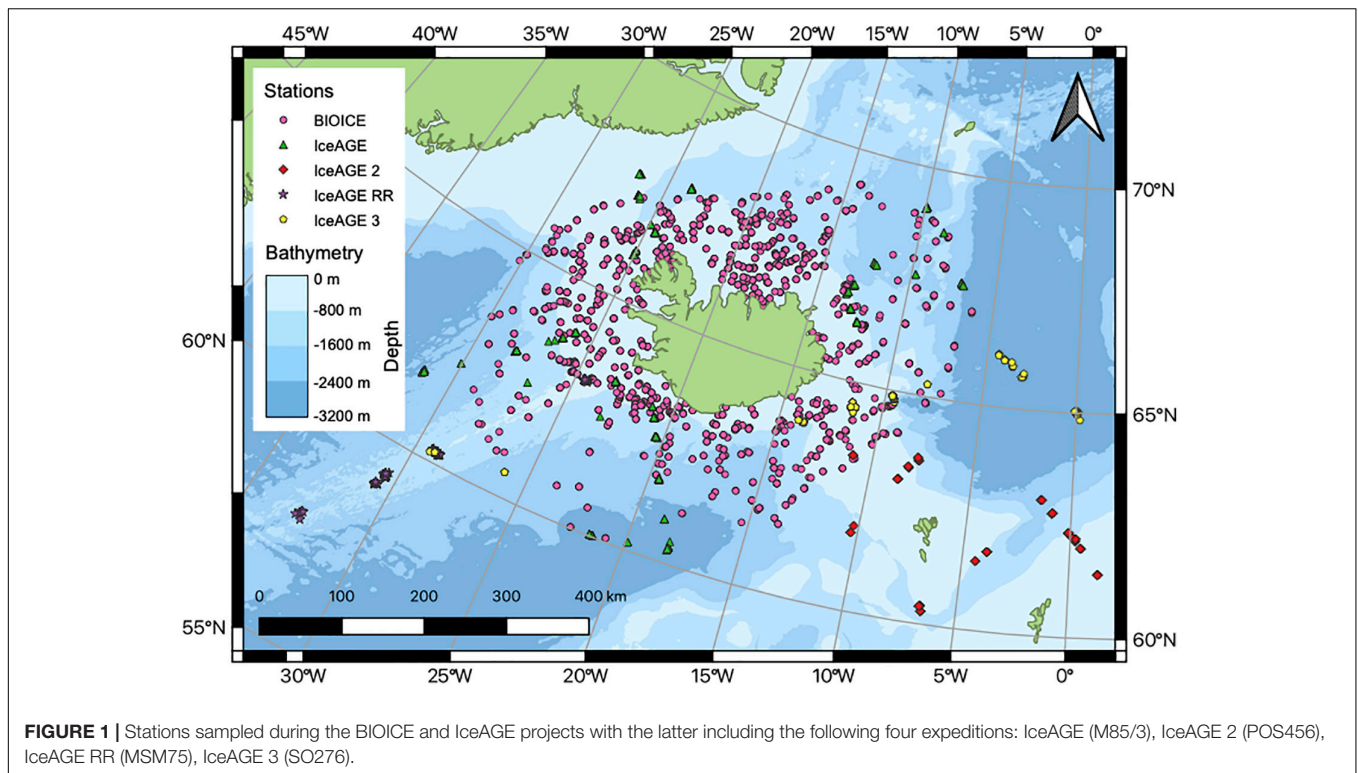 45°W 40°W 35°W 30°W 25°W 20°W 15°W 10°W 5°W 0°
Stations
BIOICE
IceAGE
IceAGE 2
IceAGE RR
IceAGE 3
Bathymetry
0 m
-800 m
-1600 m
-2400 m
-3200 m
Depth
70°N
60°N
65°N
55°N
60°N
0 100 200 300 400 km
30°W 25°W 20°W 15°W 10°W 5°W 0°
FIGURE 1 | Stations sampled during the BIOICE and IceAGE projects with the latter including the following four expeditions: IceAGE (M85/3), IceAGE 2 (POS456),
IceAGE RR (MSM75), IceAGE 3 (SO276).